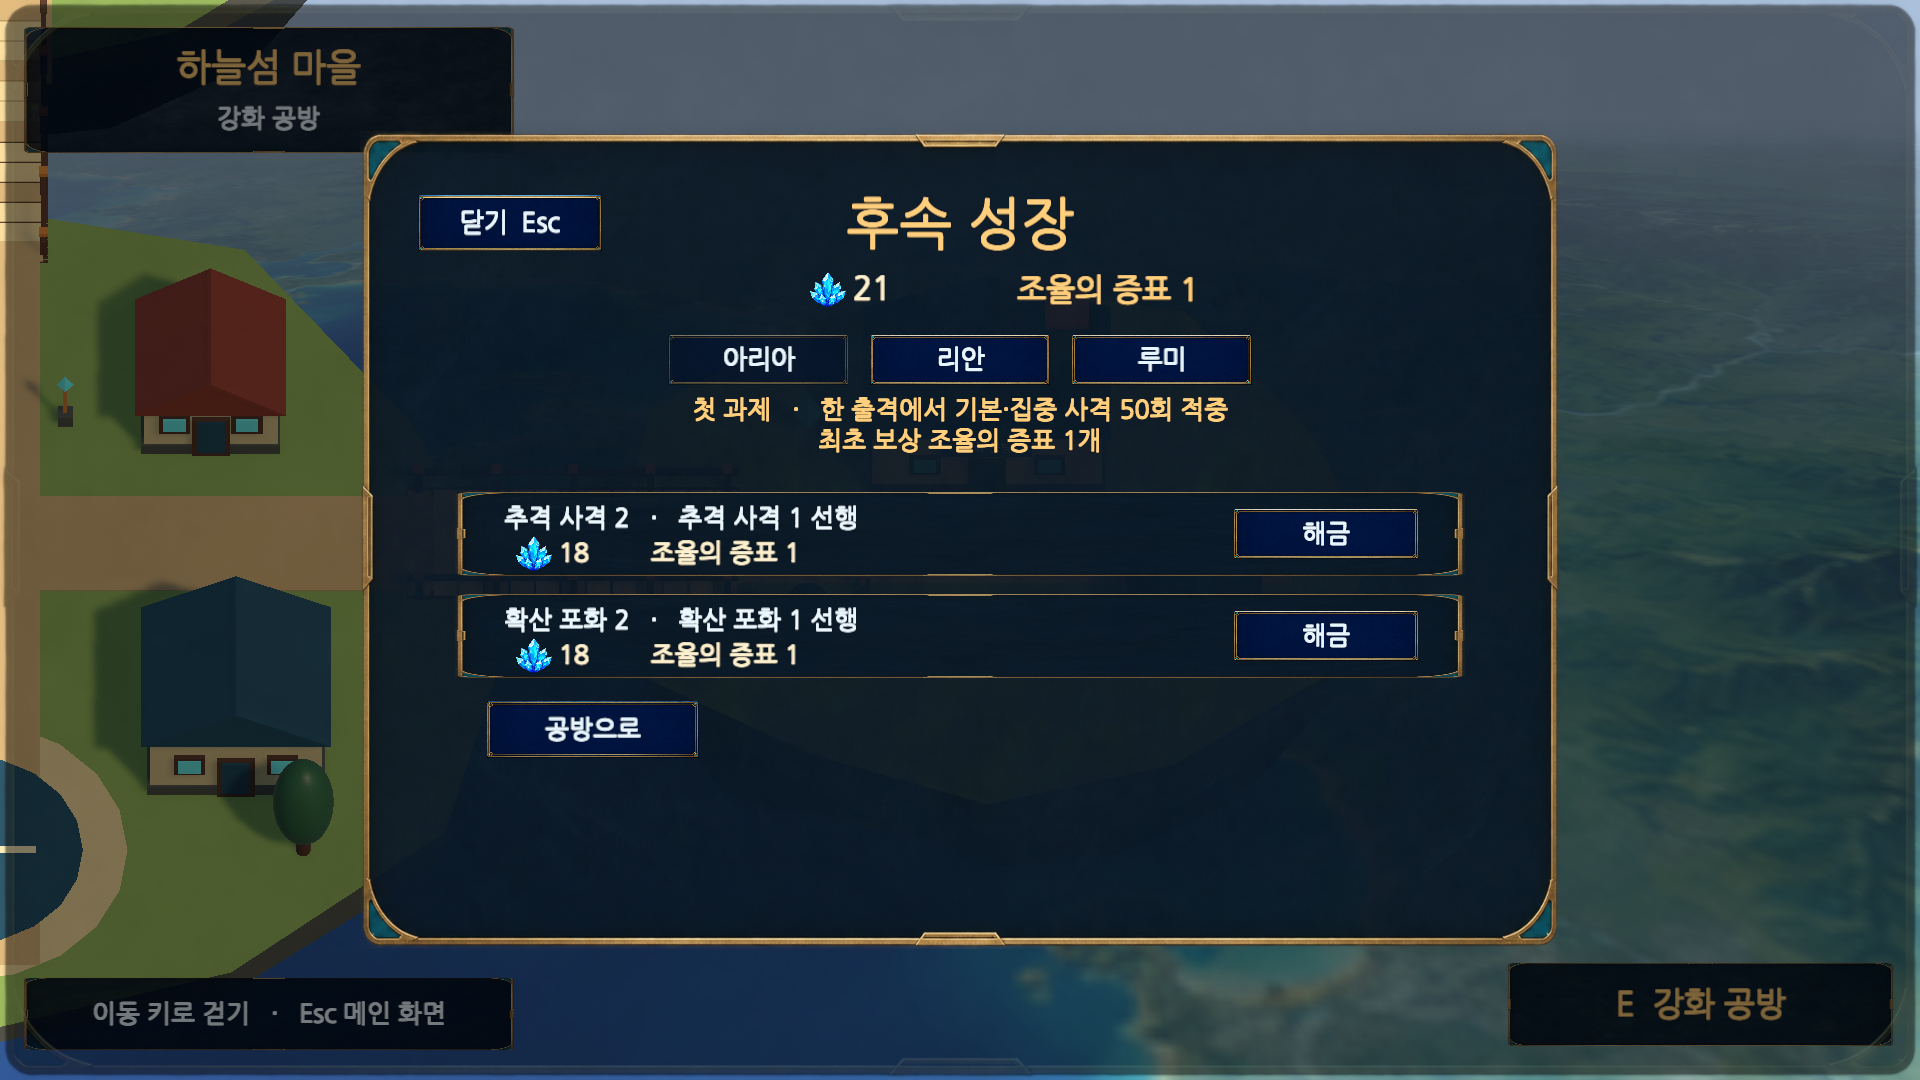 하늘섬 마을
강화 공방
닫기 Esc
후속 성장
21 조율의 증표 1
아리아 리안 루미
첫 과제 · 한 출격에서 기본·집중 사격 50회 적중
최초 보상 조율의 증표 1개
추격 사격 2 · 추격 사격 1 선행
18 조율의 증표 1
해금
확산 포화 2 · 확산 포화 1 선행
18 조율의 증표 1
해금
공방으로
이동 키로 걷기 · Esc 메인 화면
E 강화 공방